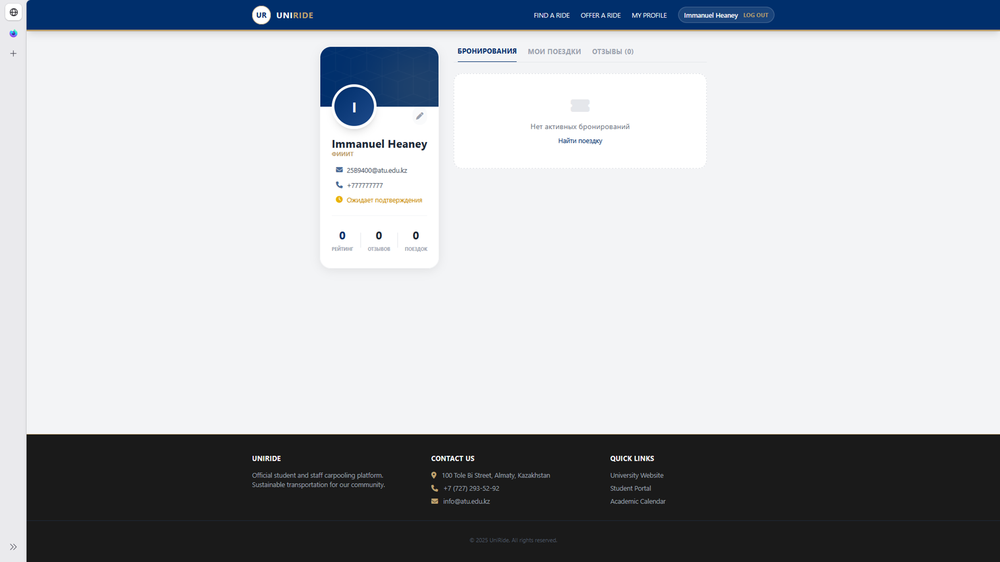 UR UNIRIDE
FIND A RIDE OFFER A RIDE MY PROFILE Immanuel Heaney LOG OUT
I
Immanuel Heaney
ФИИИТ
25B9400@atu.edu.kz
+777777777
Ожидает подтверждения
0 0 0
РЕЙТИНГ ОТЗЫВОВ ПОЕЗДОК
БРОНИРОВАНИЯ МОИ ПОЕЗДКИ ОТЗЫВЫ (0)
Нет активных бронирований
Найти поездку
UNIRIDE
Official student and staff carpooling platform.
Sustainable transportation for our community.
CONTACT US
100 Tole Bi Street, Almaty, Kazakhstan
+7 (727) 293-52-92
info@atu.edu.kz
QUICK LINKS
University Website
Student Portal
Academic Calendar
© 2025 UniRide. All rights reserved.